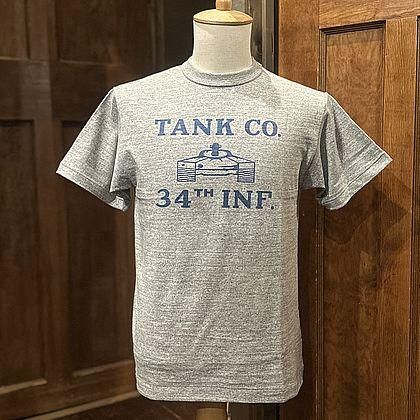 TANK CO.
34TH INF.